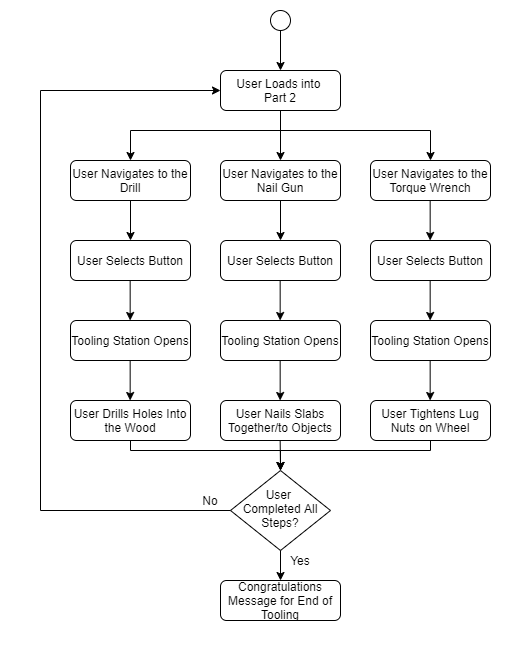 User Loads into
Part 2
User Navigates to the
Drill
User Navigates to the
Nail Gun
User Navigates to the
Torque Wrench
User Selects Button
User Selects Button
User Selects Button
Tooling Station Opens
Tooling Station Opens
Tooling Station Opens
User Drills Holes Into
the Wood
User Nails Slabs
Together/to Objects
User Tightens Lug
Nuts on Wheel
No
User
Completed All
Steps?
Yes
Congratulations
Message for End of
Tooling